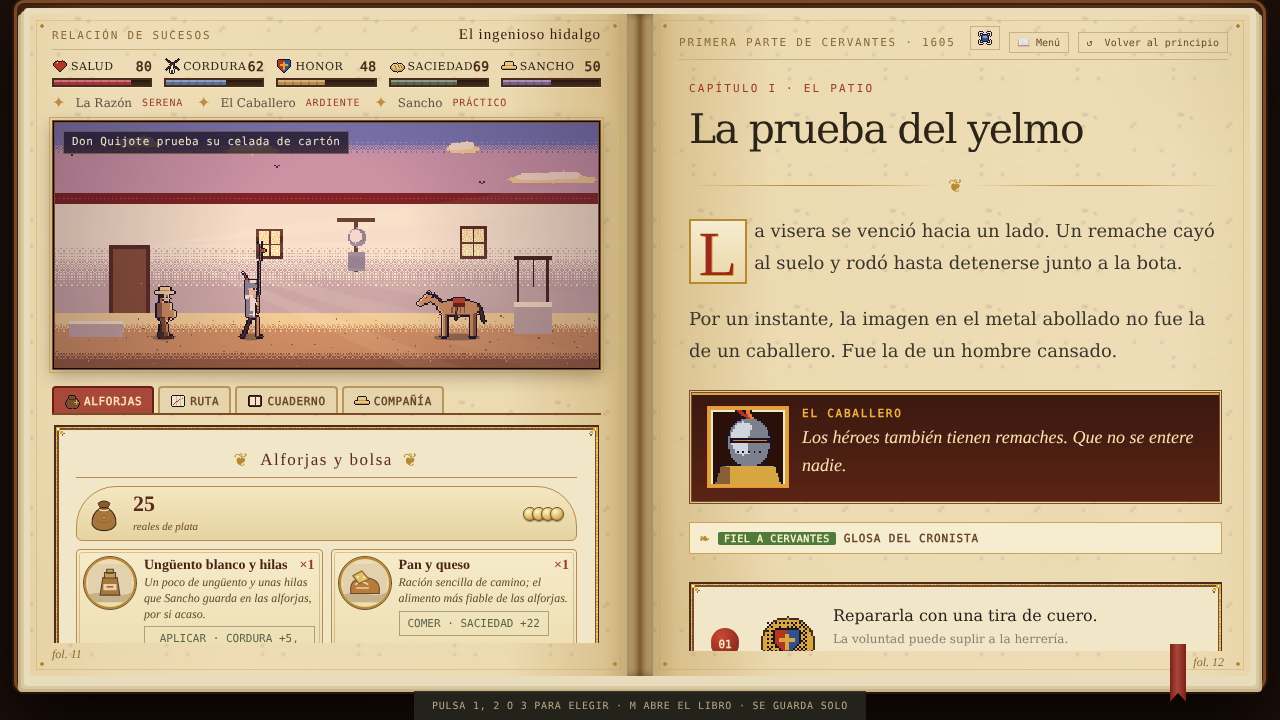 RELACIÓN DE SUCESOS
El ingenioso hidalgo
SALUD 80
CORDURA 62
HONOR 48
SACIEDAD 69
SANCHO 50
La Razón SERENA
El Caballero ARDIENTE
Sancho PRÁCTICO
Don Quijote prueba su celada de cartón
ALFORJAS
RUTA
CUADERNO
COMPAÑÍA
Alforjas y bolsa
25
reales de plata
Ungüento blanco y hilas ×1
Un poco de ungüento y unas hilas
que Sancho guarda en las alforjas,
por si acaso.
APLICAR · CORDURA +5,
Pan y queso ×1
Ración sencilla de camino; el
alimento más fiable de las alforjas.
COMER · SACIEDAD +22
fol. 11
PRIMERA PARTE DE CERVANTES · 1605
Menú
↺ Volver al principio
CAPÍTULO I · EL PATIO
La prueba del yelmo
La visera se venció hacia un lado. Un remache cayó
al suelo y rodó hasta detenerse junto a la bota.
Por un instante, la imagen en el metal abollado no fue la
de un caballero. Fue la de un hombre cansado.
EL CABALLERO
Los héroes también tienen remaches. Que no se entere
nadie.
FIEL A CERVANTES GLOSA DEL CRONISTA
01
Repararla con una tira de cuero.
La voluntad puede suplir a la herrería.
fol. 12
PULSA 1, 2 O 3 PARA ELEGIR · M ABRE EL LIBRO · SE GUARDA SOLO